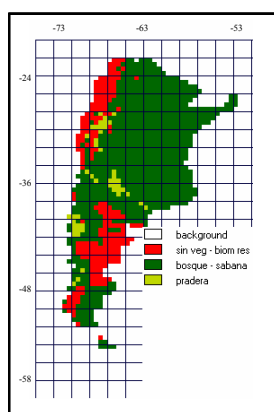 -73 -63 -53
-24
-36
background
sin veg - biom res
bosque - sabana
pradera
-48
-58